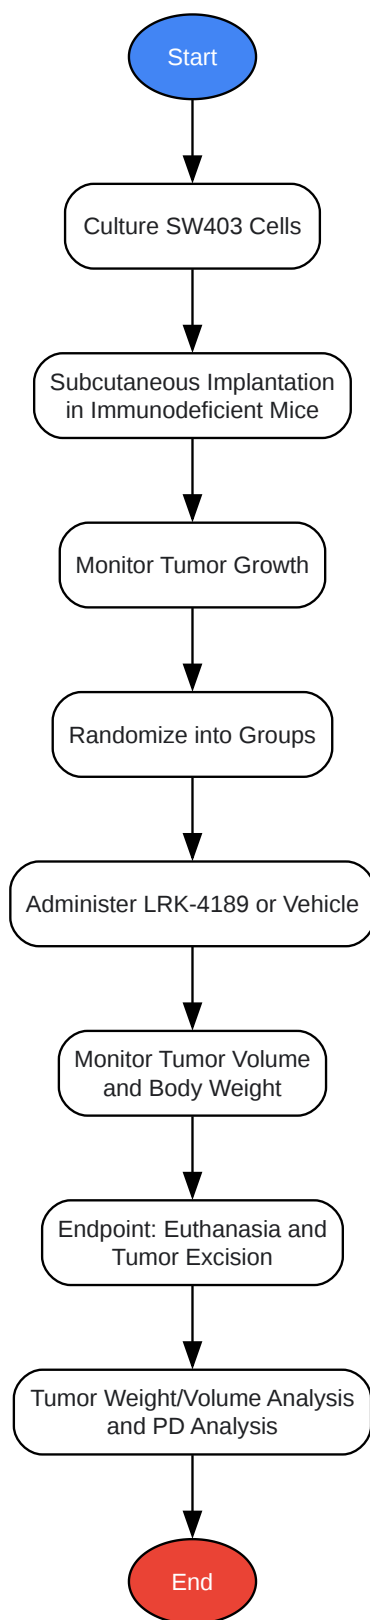 Start
Culture SW403 Cells
Subcutaneous Implantation
in Immunodeficient Mice
Monitor Tumor Growth
Randomize into Groups
Administer LRK-4189 or Vehicle
Monitor Tumor Volume
and Body Weight
Endpoint: Euthanasia and
Tumor Excision
Tumor Weight/Volume Analysis
and PD Analysis
End